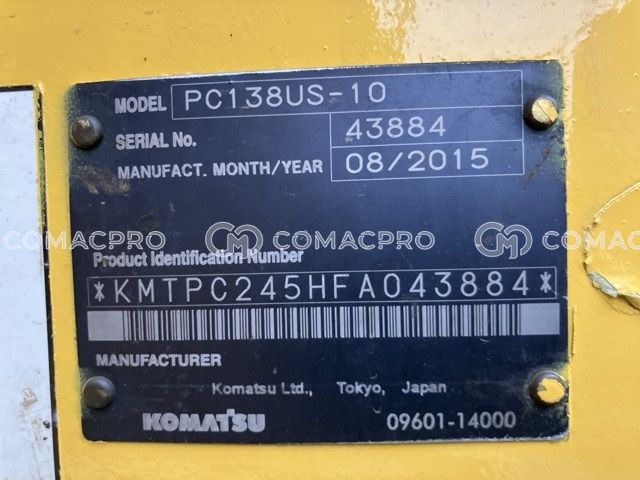 MODEL PC138US-10
SERIAL No. 43884
MANUFACT. MONTH/YEAR 08/2015
COMACPRO COMACPRO COMACPRO
Product Identification Number
*KMTPC245HFA043884*
MANUFACTURER
Komatsu Ltd., Tokyo, Japan
KOMATSU 09601-14000